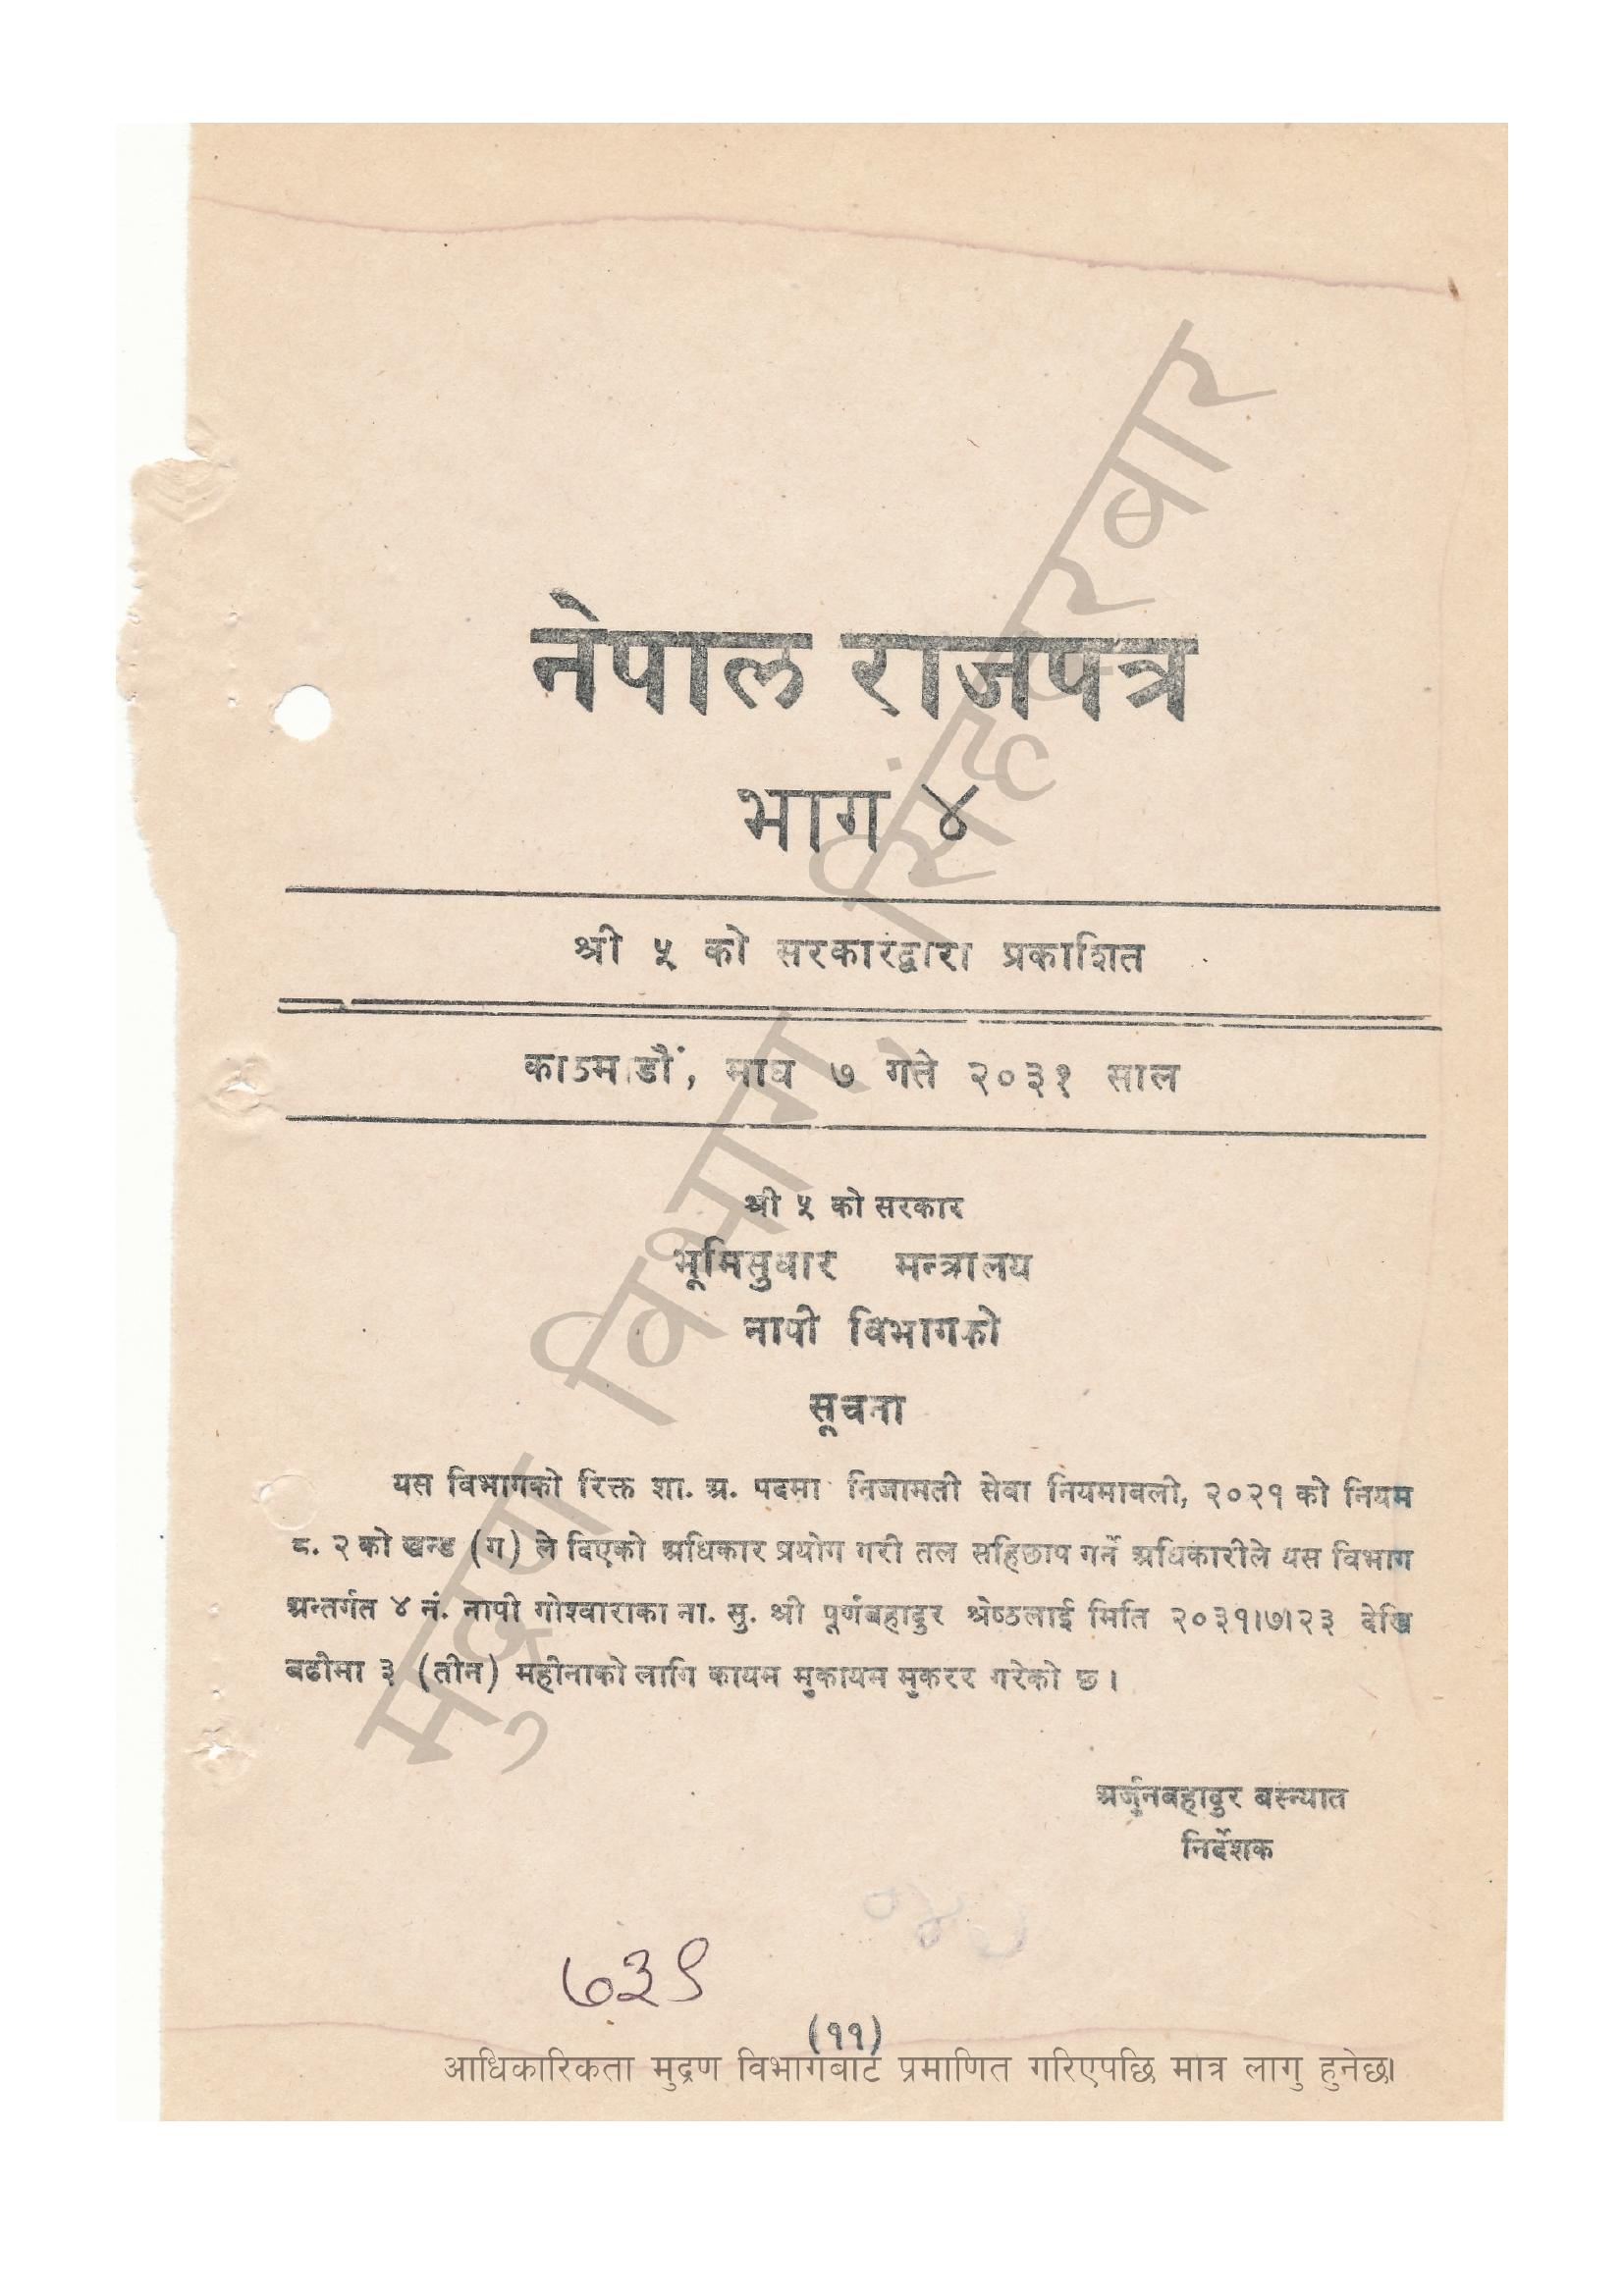 नेपाल राजपत्र
भाग ४
श्री ५ को सरकारद्वारा प्रकाशित
काठमाडौं, माघ ७ गते २०३१ साल
श्री ५ को सरकार
भूमिसुधार मन्त्रालय
नापी विभागको
सूचना
यस विभागको रिक्त शा. अ. पदमा निजामती सेवा नियमावली, २०२१ को नियम
८. २ को खन्ड (ग) ले दिएको अधिकार प्रयोग गरी तल सहिछाप गर्ने अधिकारीले यस विभाग
अन्तर्गत ४ नं. नापी गोश्वाराका ना. सु. श्री पूर्णबहादुर श्रेष्ठलाई मिति २०३१।७।२३ देखि
बढीमा ३ (तीन) महीनाको लागि कायम मुकायम मुकरर गरेको छ ।
अर्जुनबहादुर बस्न्यात
निर्देशक
७३९
(११)
आधिकारिकता मुद्रण विभागबाट प्रमाणित गरिएपछि मात्र लागु हुनेछ।
मुद्रण विभाग, सिंहदरबार